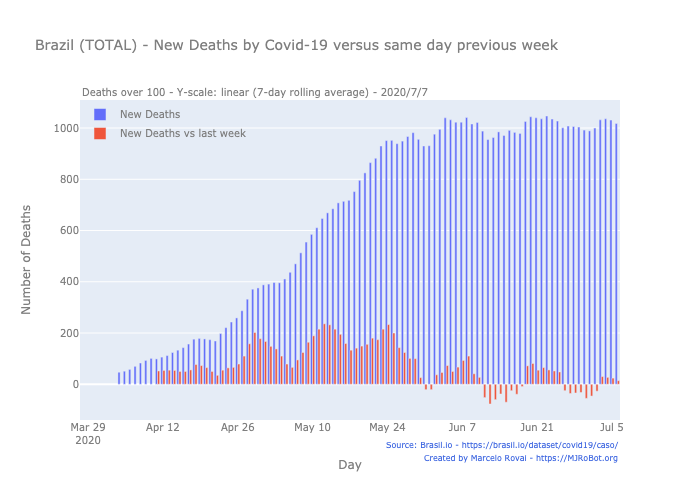 Brazil (TOTAL) - New Deaths by Covid-19 versus same day previous week
Deaths over 100 - Y-scale: linear (7-day rolling average) - 2020/7/7
New Deaths
New Deaths vs last week
1000
800
600
400
200
0
Number of Deaths
Mar 29 Apr 12 Apr 26 May 10 May 24 Jun 7 Jun 21 Jul 5
2020
Day
Source: Brasil.io - https://brasil.io/dataset/covid19/caso/
Created by Marcelo Rovai - https://MJRoBot.org